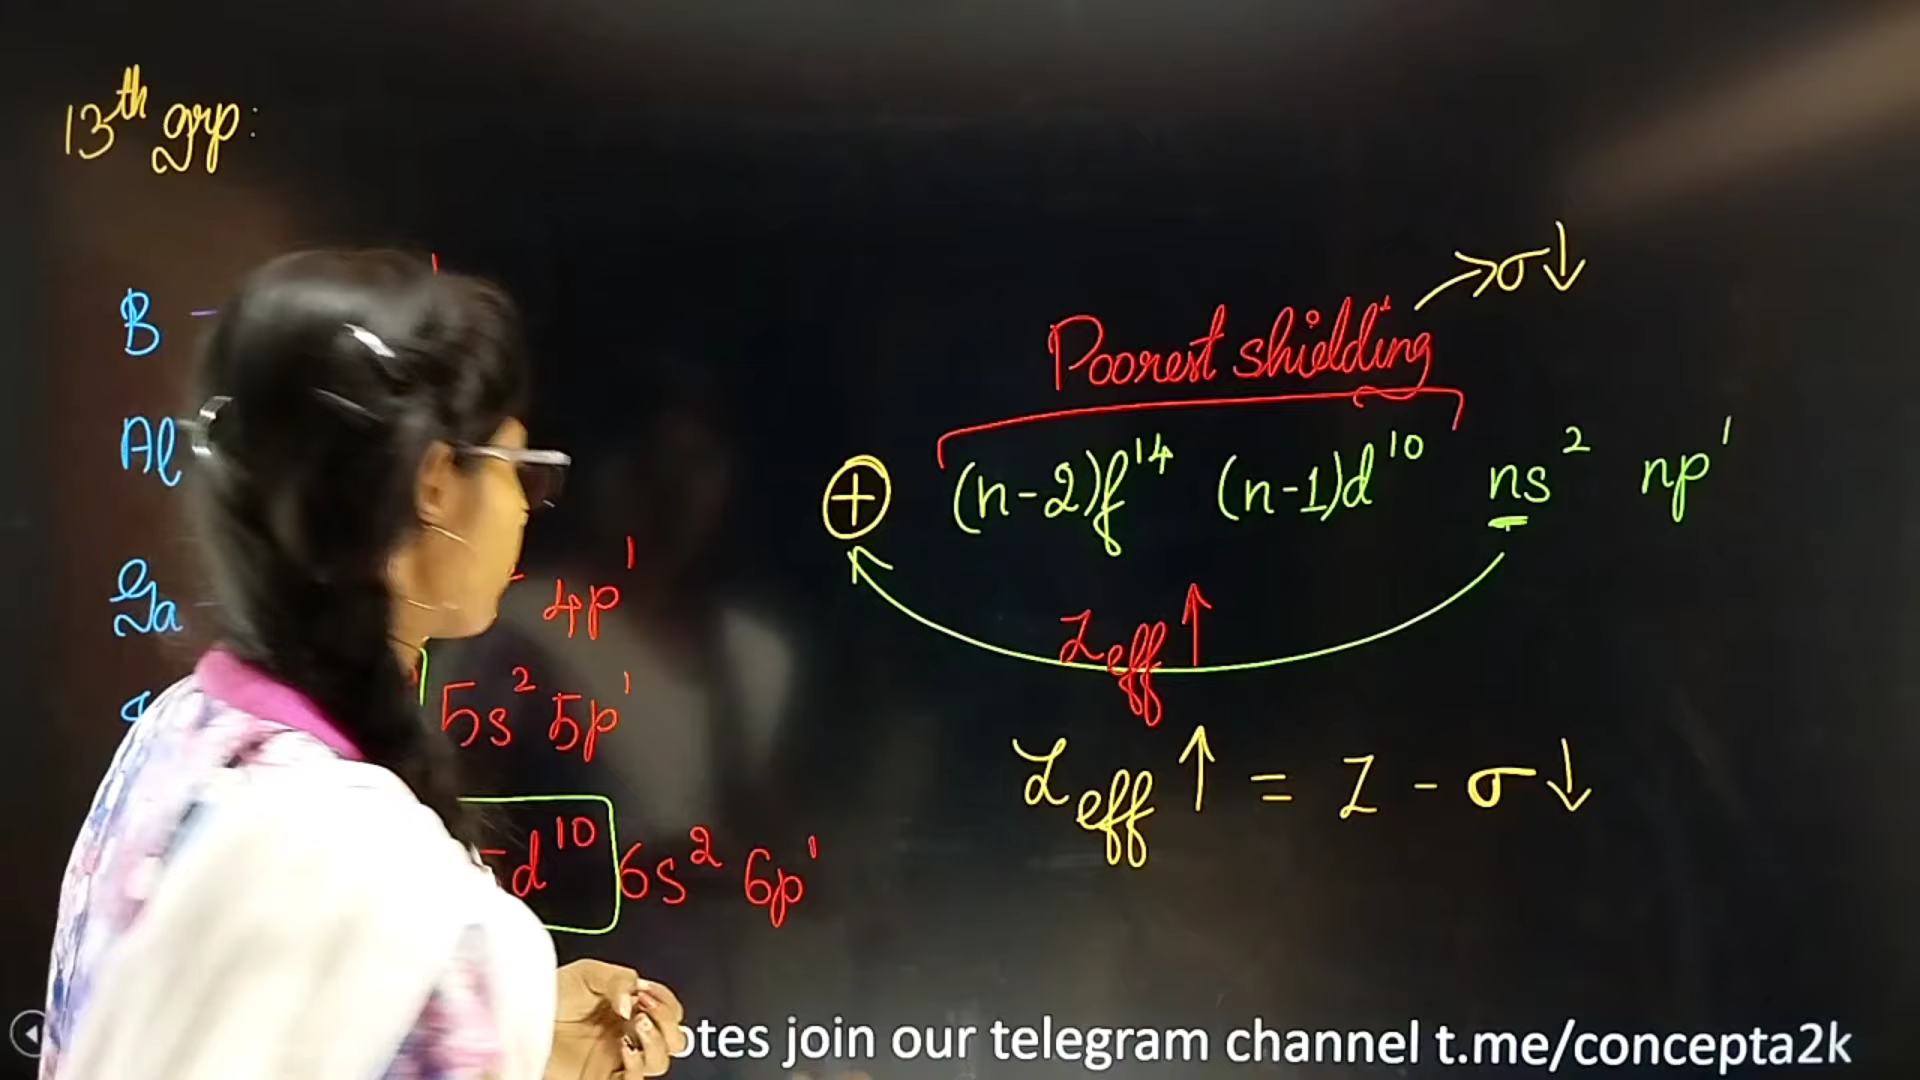 13th grp:
B -
Al
Ga - 4p¹
5s² 5p¹
d¹⁰ 6s² 6p¹
→ σ↓
Poorest shielding
⊕ (n-2)f¹⁴ (n-1)d¹⁰ ns² np¹
Zeff ↑
Zeff ↑ = Z - σ↓
otes join our telegram channel t.me/concepta2k